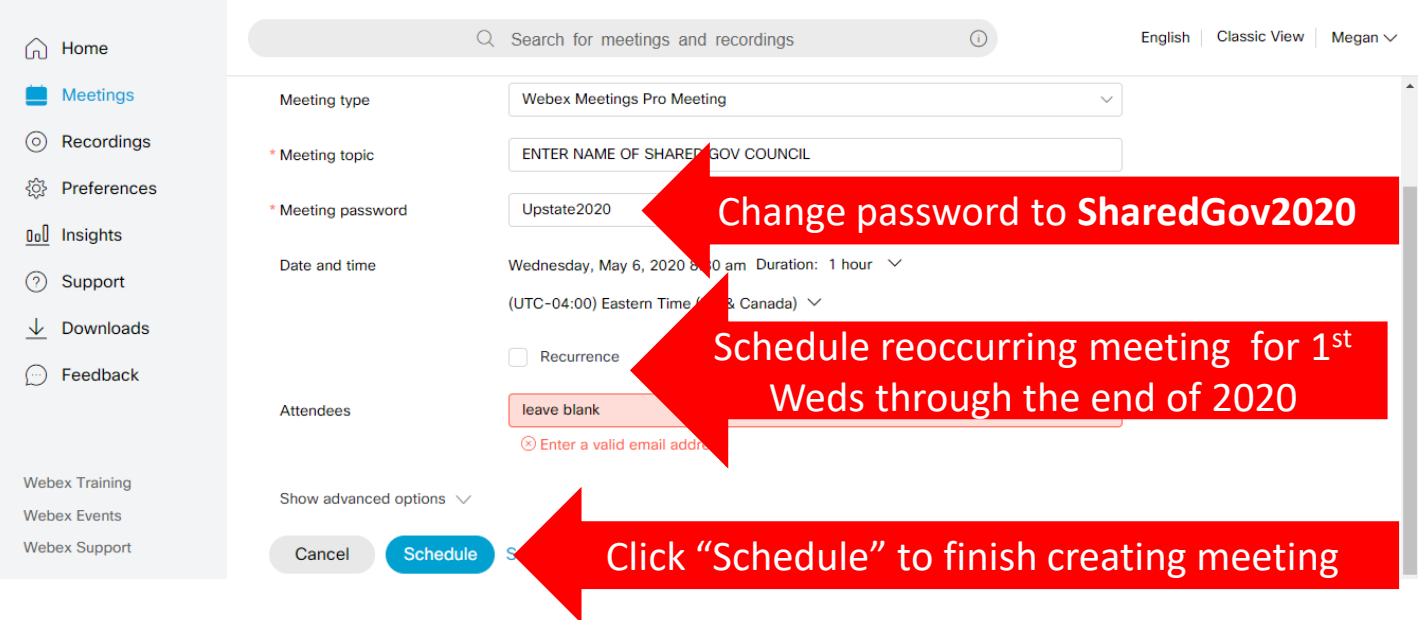 Home
Meetings
Recordings
Preferences
Insights
Support
Downloads
Feedback
Webex Training
Webex Events
Webex Support
Search for meetings and recordings
English Classic View Megan
Meeting type Webex Meetings Pro Meeting
* Meeting topic ENTER NAME OF SHARED GOV COUNCIL
* Meeting password Upstate2020
Change password to SharedGov2020
Date and time Wednesday, May 6, 2020 am Duration: 1 hour
(UTC-04:00) Eastern Time & Canada)
Recurrence
Schedule reoccurring meeting for 1st
Weds through the end of 2020
Attendees leave blank
Enter a valid email
Show advanced options
Cancel Schedule
Click “Schedule” to finish creating meeting